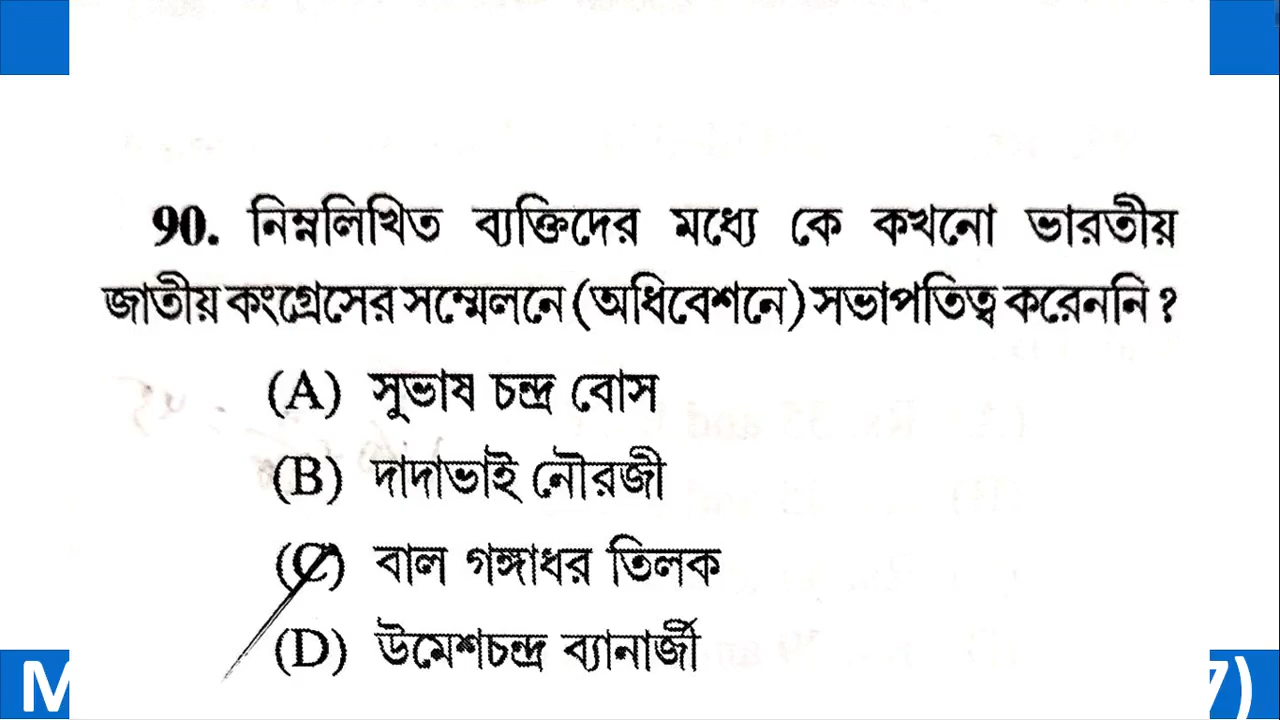 90. নিম্নলিখিত ব্যক্তিদের মধ্যে কে কখনো ভারতীয়
জাতীয় কংগ্রেসের সম্মেলনে (অধিবেশনে) সভাপতিত্ব করেননি ?
(A) সুভাষ চন্দ্র বোস
(B) দাদাভাই নৌরজী
(C) বাল গঙ্গাধর তিলক
(D) উমেশচন্দ্র ব্যানার্জী
M 7)